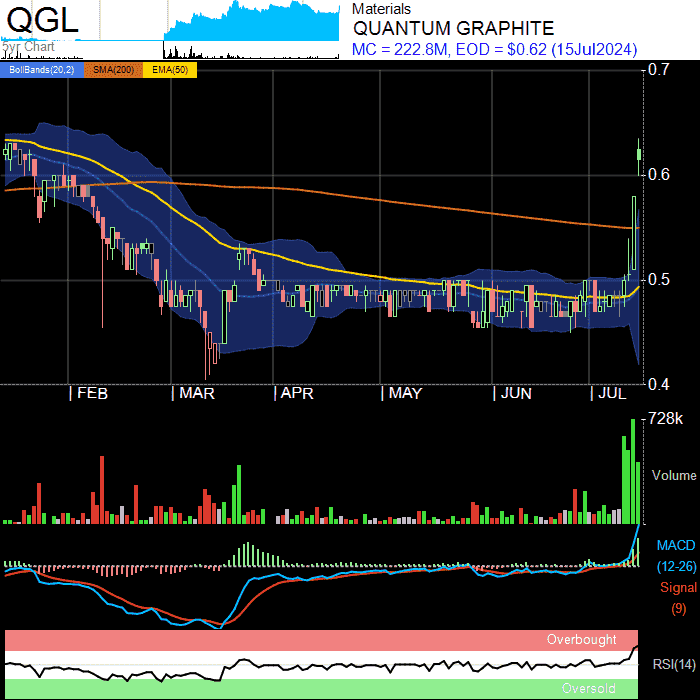 QGL
5yr Chart
Materials
QUANTUM GRAPHITE
MC = 222.8M, EOD = $0.62 (15Jul2024)
BollBands(20,2) SMA(200) EMA(50)
0.7
0.6
0.5
0.4
FEB MAR APR MAY JUN JUL
728k
Volume
MACD
(12-26)
Signal
(9)
Overbought
RSI(14)
Oversold